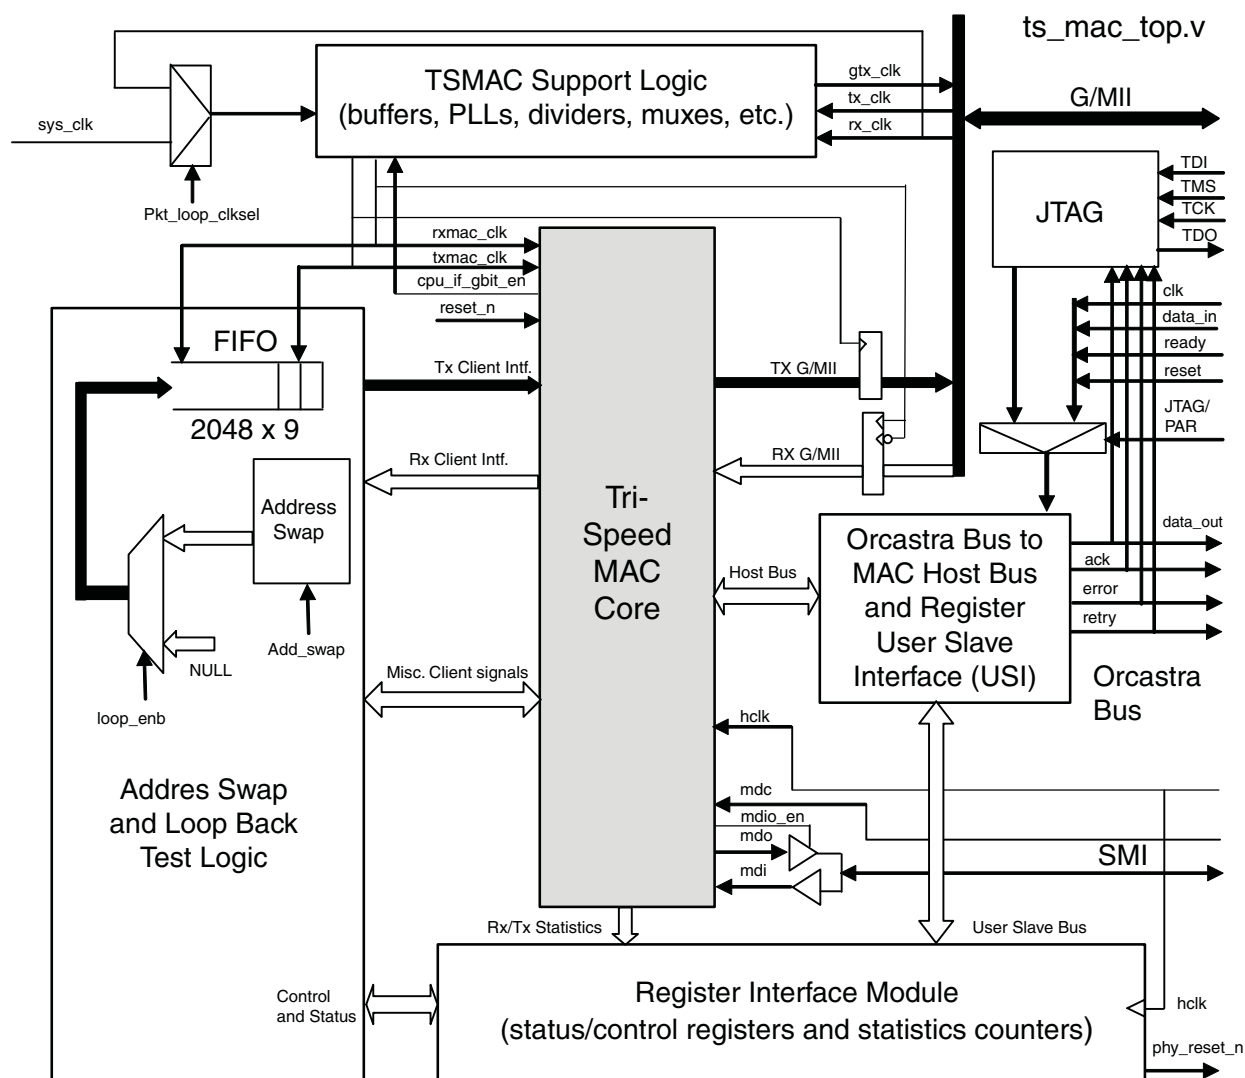 ts_mac_top.v
TSMAC Support Logic
(buffers, PLLs, dividers, muxes, etc.)
gtx_clk
tx_clk
rx_clk
G/MII
sys_clk
Pkt_loop_clksel
JTAG
TDI
TMS
TCK
TDO
rxmac_clk
txmac_clk
cpu_if_gbit_en
reset_n
clk
data_in
ready
reset
JTAG/
PAR
FIFO
2048 x 9
Tx Client Intf.
TX G/MII
Rx Client Intf.
RX G/MII
Address
Swap
Add_swap
NULL
loop_enb
Tri-
Speed
MAC
Core
Host Bus
Orcastra Bus to
MAC Host Bus
and Register
User Slave
Interface (USI)
data_out
ack
error
retry
Orcastra
Bus
Misc. Client signals
hclk
Addres Swap
and Loop Back
Test Logic
mdc
mdio_en
mdo
mdi
SMI
Rx/Tx Statistics
User Slave Bus
Control
and Status
Register Interface Module
(status/control registers and statistics counters)
hclk
phy_reset_n